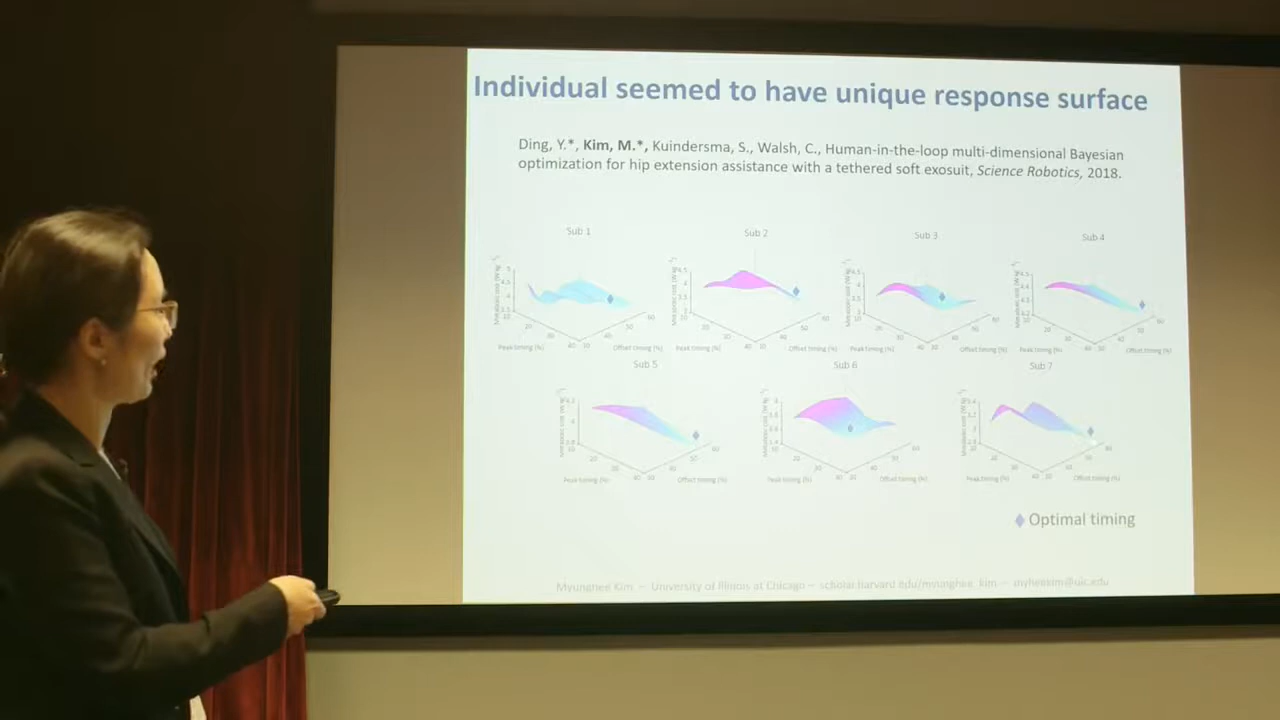 Individual seemed to have unique response surface
Ding, Y.*, Kim, M.*, Kuindersma, S., Walsh, C., Human-in-the-loop multi-dimensional Bayesian
optimization for hip extension assistance with a tethered soft exosuit, Science Robotics, 2018.
Sub 1
Sub 2
Sub 3
Sub 4
Peak timing (%) Offset timing (%)
Peak timing (%) Offset timing (%)
Peak timing (%) Offset timing (%)
Peak timing (%) Offset timing (%)
Sub 5
Sub 6
Sub 7
Peak timing (%) Offset timing (%)
Peak timing (%) Offset timing (%)
Peak timing (%) Offset timing (%)
Optimal timing
Myunghee Kim – University of Illinois at Chicago – scholar.harvard.edu/myunghee_kim – myheekim@uic.edu